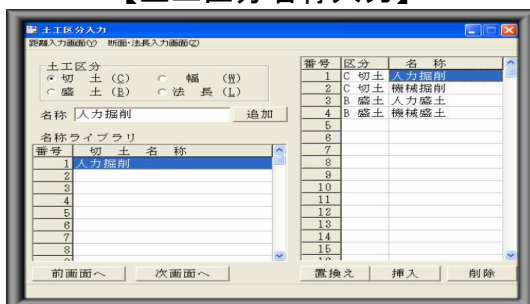 【土工区分名称入力】
土工区分入力
距離入力画面(Y) 断面・法長入力画面(Z)
土工区分
切 土 (C) 幅 (W)
盛 土 (B) 法 長 (L)
名称 人力掘削 追加
名称ライブラリ
番号 切 土 名 称
1 人力掘削
2
3
4
5
6
7
8
前画面へ 次画面へ
番号 区分 名 称
1 C 切土 人力掘削
2 C 切土 機械掘削
3 B 盛土 人力盛土
4 B 盛土 機械盛土
5
6
7
8
9
10
11
12
13
14
15
置換え 挿入 削除